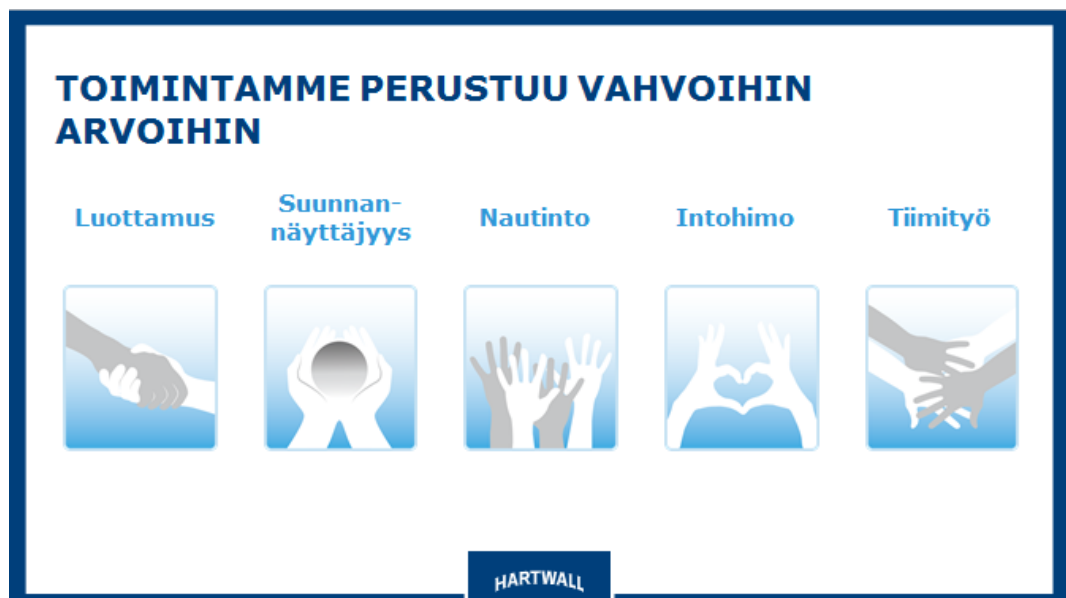 TOIMINTAMME PERUSTUU VAHVOIHIN
ARVOIHIN
Luottamus
Suunnan-
näyttäjyys
Nautinto
Intohimo
Tiimityö
HARTWALL